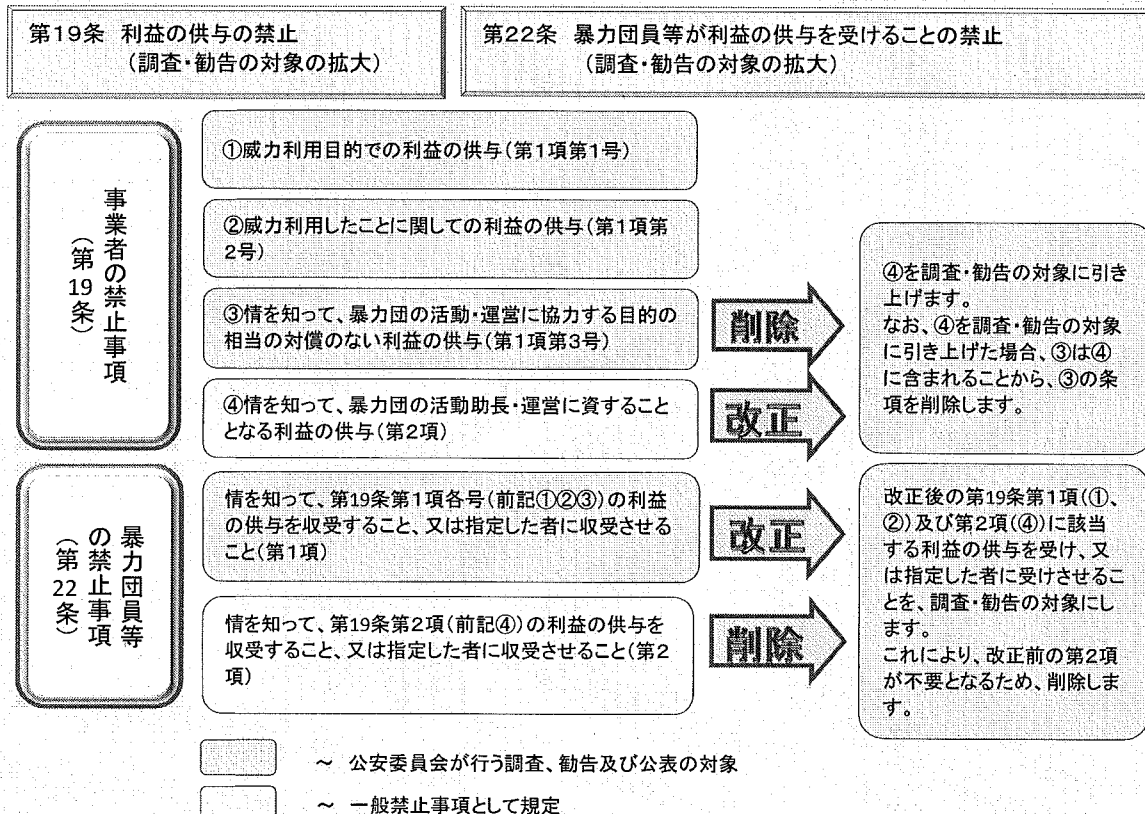 第19条 利益の供与の禁止
(調査・勧告の対象の拡大)
第22条 暴力団員等が利益の供与を受けることの禁止
(調査・勧告の対象の拡大)
事業者の禁止事項
(第19条)
①威力利用目的での利益の供与(第1項第1号)
②威力利用したことに関しての利益の供与(第1項第
2号)
③情を知って、暴力団の活動・運営に協力する目的の
相当の対償のない利益の供与(第1項第3号)
④情を知って、暴力団の活動助長・運営に資すること
となる利益の供与(第2項)
削除
改正
④を調査・勧告の対象に引き
上げます。
なお、④を調査・勧告の対象
に引き上げた場合、③は④
に含まれることから、③の条
項を削除します。
暴力団員等
の禁止事項
(第22条)
情を知って、第19条第1項各号(前記①②③)の利益
の供与を収受すること、又は指定した者に収受させる
こと(第1項)
情を知って、第19条第2項(前記④)の利益の供与を
収受すること、又は指定した者に収受させること(第2
項)
改正
削除
改正後の第19条第1項(①、
②)及び第2項(④)に該当
する利益の供与を受け、又
は指定した者に受けさせるこ
とを、調査・勧告の対象にし
ます。
これにより、改正前の第2項
が不要となるため、削除しま
す。
~ 公安委員会が行う調査、勧告及び公表の対象
~ 一般禁止事項として規定